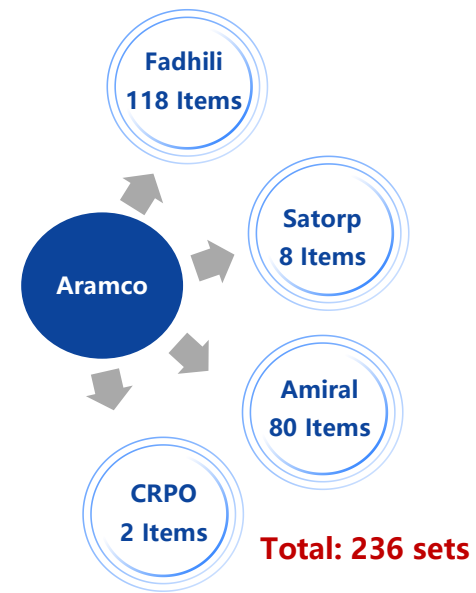 Fadhili
118 Items
Satorp
8 Items
Aramco
Amiral
80 Items
CRPO
2 Items
Total: 236 sets